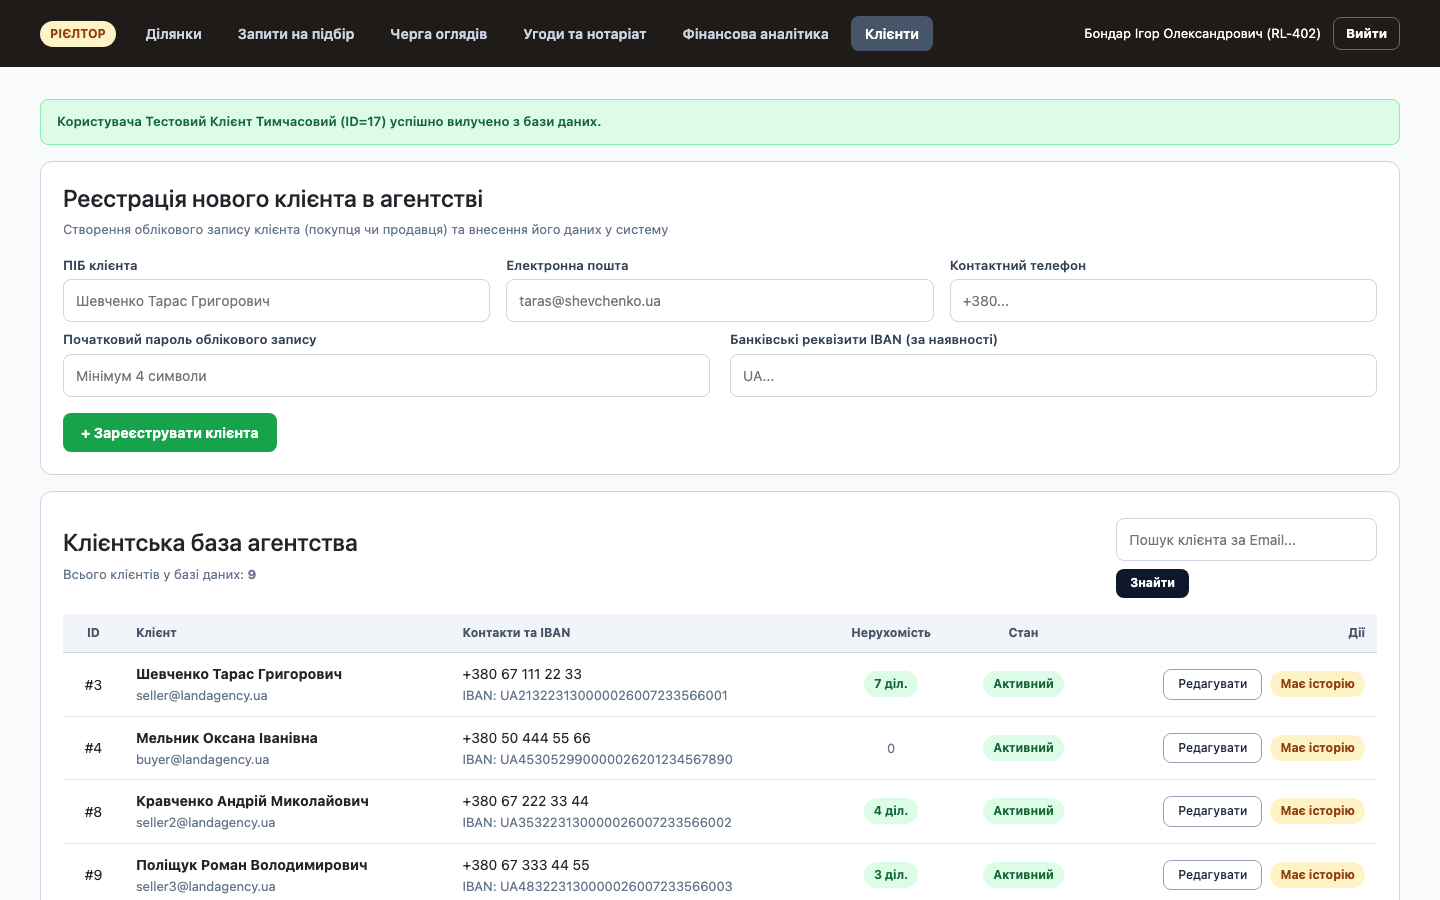 РІЄЛТОР Ділянки Запити на підбір Черга оглядів Угоди та нотаріат Фінансова аналітика Клієнти Бондар Ігор Олександрович (RL-402) Вийти
Користувача Тестовий Клієнт Тимчасовий (ID=17) успішно вилучено з бази даних.
Реєстрація нового клієнта в агентстві
Створення облікового запису клієнта (покупця чи продавця) та внесення його даних у систему
ПІБ клієнта Електронна пошта Контактний телефон
Шевченко Тарас Григорович taras@shevchenko.ua +380...
Початковий пароль облікового запису Банківські реквізити IBAN (за наявності)
Мінімум 4 символи UA...
+ Зареєструвати клієнта
Клієнтська база агентства
Всього клієнтів у базі даних: 9
Пошук клієнта за Email...
Знайти
ID Клієнт Контакти та IBAN Нерухомість Стан Дії
#3 Шевченко Тарас Григорович +380 67 111 22 33 7 діл. Активний Редагувати Має історію
seller@landagency.ua IBAN: UA213223130000026007233566001
#4 Мельник Оксана Іванівна +380 50 444 55 66 0 Активний Редагувати Має історію
buyer@landagency.ua IBAN: UA453052990000026201234567890
#8 Кравченко Андрій Миколайович +380 67 222 33 44 4 діл. Активний Редагувати Має історію
seller2@landagency.ua IBAN: UA353223130000026007233566002
#9 Поліщук Роман Володимирович +380 67 333 44 55 3 діл. Активний Редагувати Має історію
seller3@landagency.ua IBAN: UA483223130000026007233566003